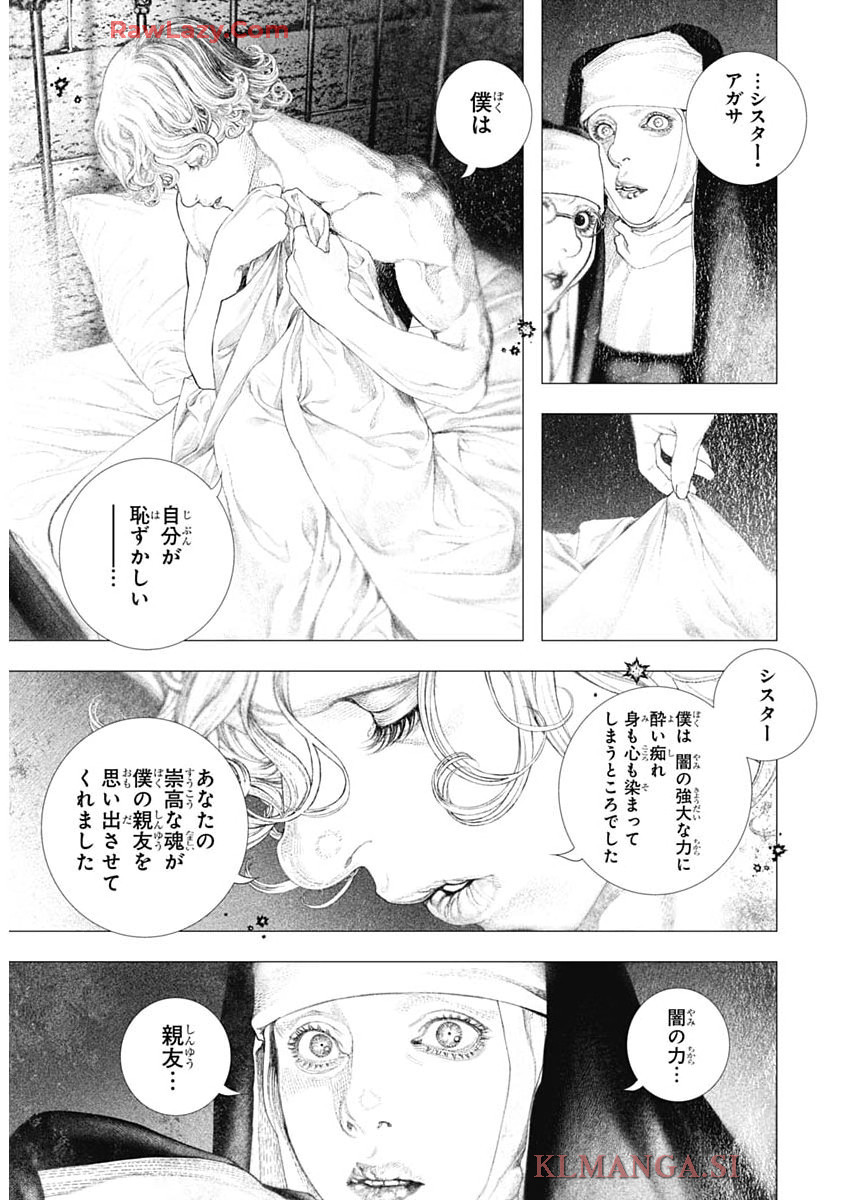 RawLazy.Com
…シスター・
アガサ
僕は
自分が
恥ずかしい
――…
シスター
僕は 闇の強大な力に
酔い痴れ
身も心も染まって
しまうところでした
あなたの
崇高な魂が
僕の親友を
思い出させて
くれました
闇の力…
親友…
KLMANGA.SI